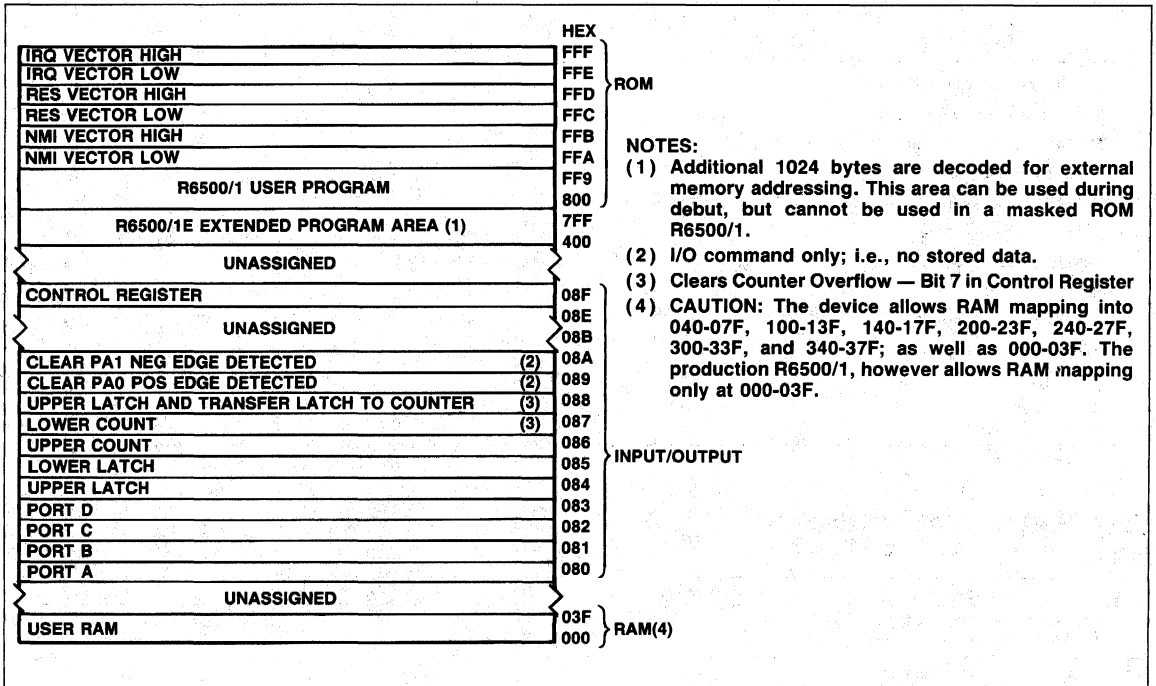 HEX
IRQ VECTOR HIGH FFF
IRQ VECTOR LOW FFE
RES VECTOR HIGH FFD
RES VECTOR LOW FFC
NMI VECTOR HIGH FFB
NMI VECTOR LOW FFA
R6500/1 USER PROGRAM FF9
800
ROM
R6500/1E EXTENDED PROGRAM AREA (1) 7FF
400
UNASSIGNED
CONTROL REGISTER 08F
UNASSIGNED 08E
08B
CLEAR PA1 NEG EDGE DETECTED (2) 08A
CLEAR PA0 POS EDGE DETECTED (2) 089
UPPER LATCH AND TRANSFER LATCH TO COUNTER (3) 088
LOWER COUNT (3) 087
UPPER COUNT 086
LOWER LATCH 085
UPPER LATCH 084
PORT D 083
PORT C 082
PORT B 081
PORT A 080
INPUT/OUTPUT
UNASSIGNED
USER RAM 03F
000
RAM(4)
NOTES:
(1) Additional 1024 bytes are decoded for external
memory addressing. This area can be used during
debut, but cannot be used in a masked ROM
R6500/1.
(2) I/O command only; i.e., no stored data.
(3) Clears Counter Overflow — Bit 7 in Control Register
(4) CAUTION: The device allows RAM mapping into
040-07F, 100-13F, 140-17F, 200-23F, 240-27F,
300-33F, and 340-37F; as well as 000-03F. The
production R6500/1, however allows RAM mapping
only at 000-03F.